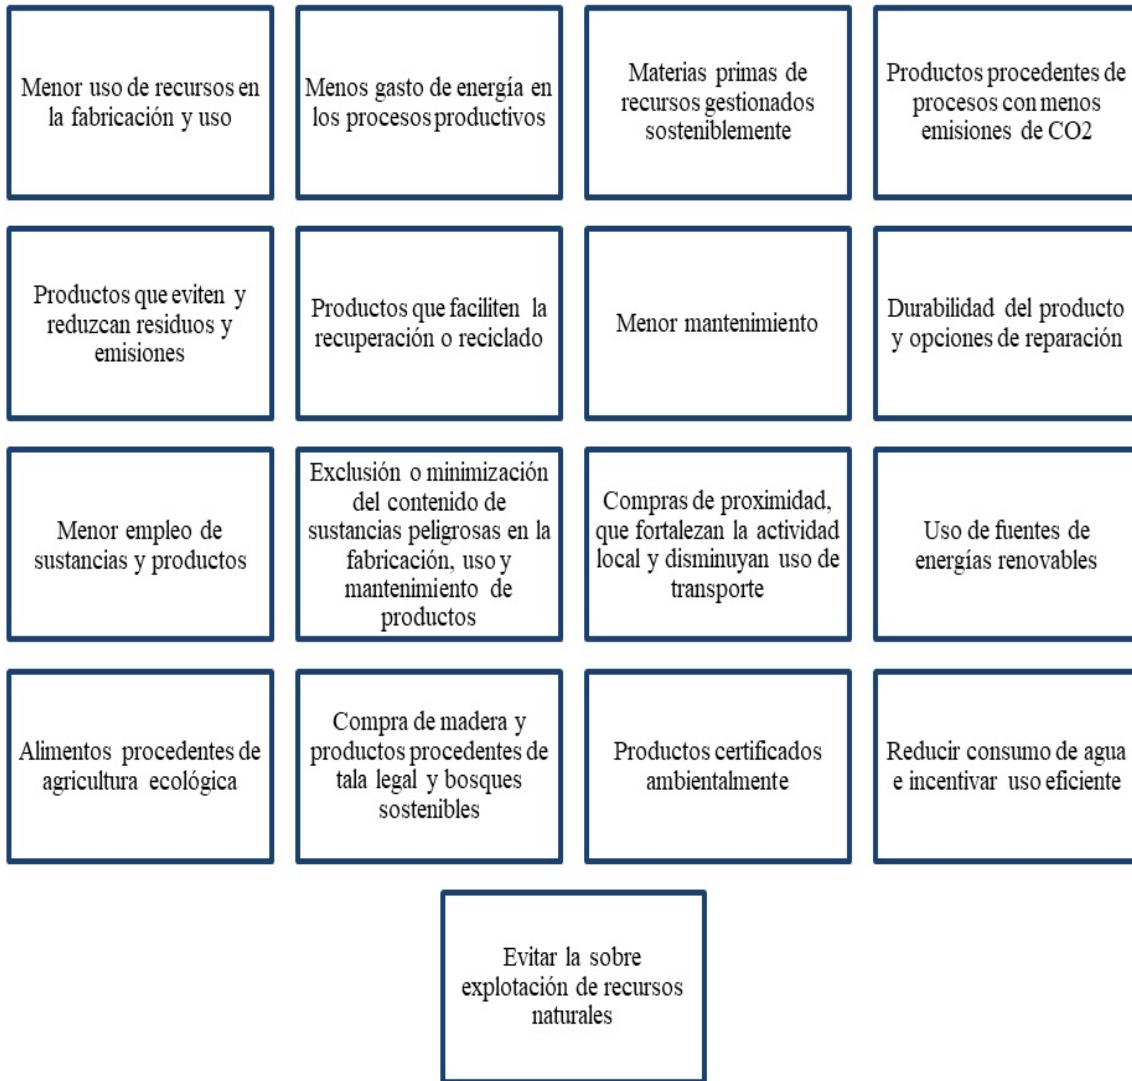 Menor uso de recursos en
la fabricación y uso
Menos gasto de energía en
los procesos productivos
Materias primas de
recursos gestionados
sosteniblemente
Productos procedentes de
procesos con menos
emisiones de CO2
Productos que eviten y
reduzcan residuos y
emisiones
Productos que faciliten la
recuperación o reciclado
Menor mantenimiento
Durabilidad del producto
y opciones de reparación
Menor empleo de
sustancias y productos
Exclusión o minimización
del contenido de
sustancias peligrosas en la
fabricación, uso y
mantenimiento de
productos
Compras de proximidad,
que fortalezan la actividad
local y disminuyan uso de
transporte
Uso de fuentes de
energías renovables
Alimentos procedentes de
agricultura ecológica
Compra de madera y
productos procedentes de
tala legal y bosques
sostenibles
Productos certificados
ambientalmente
Reducir consumo de agua
e incentivar uso eficiente
Evitar la sobre
explotación de recursos
naturales